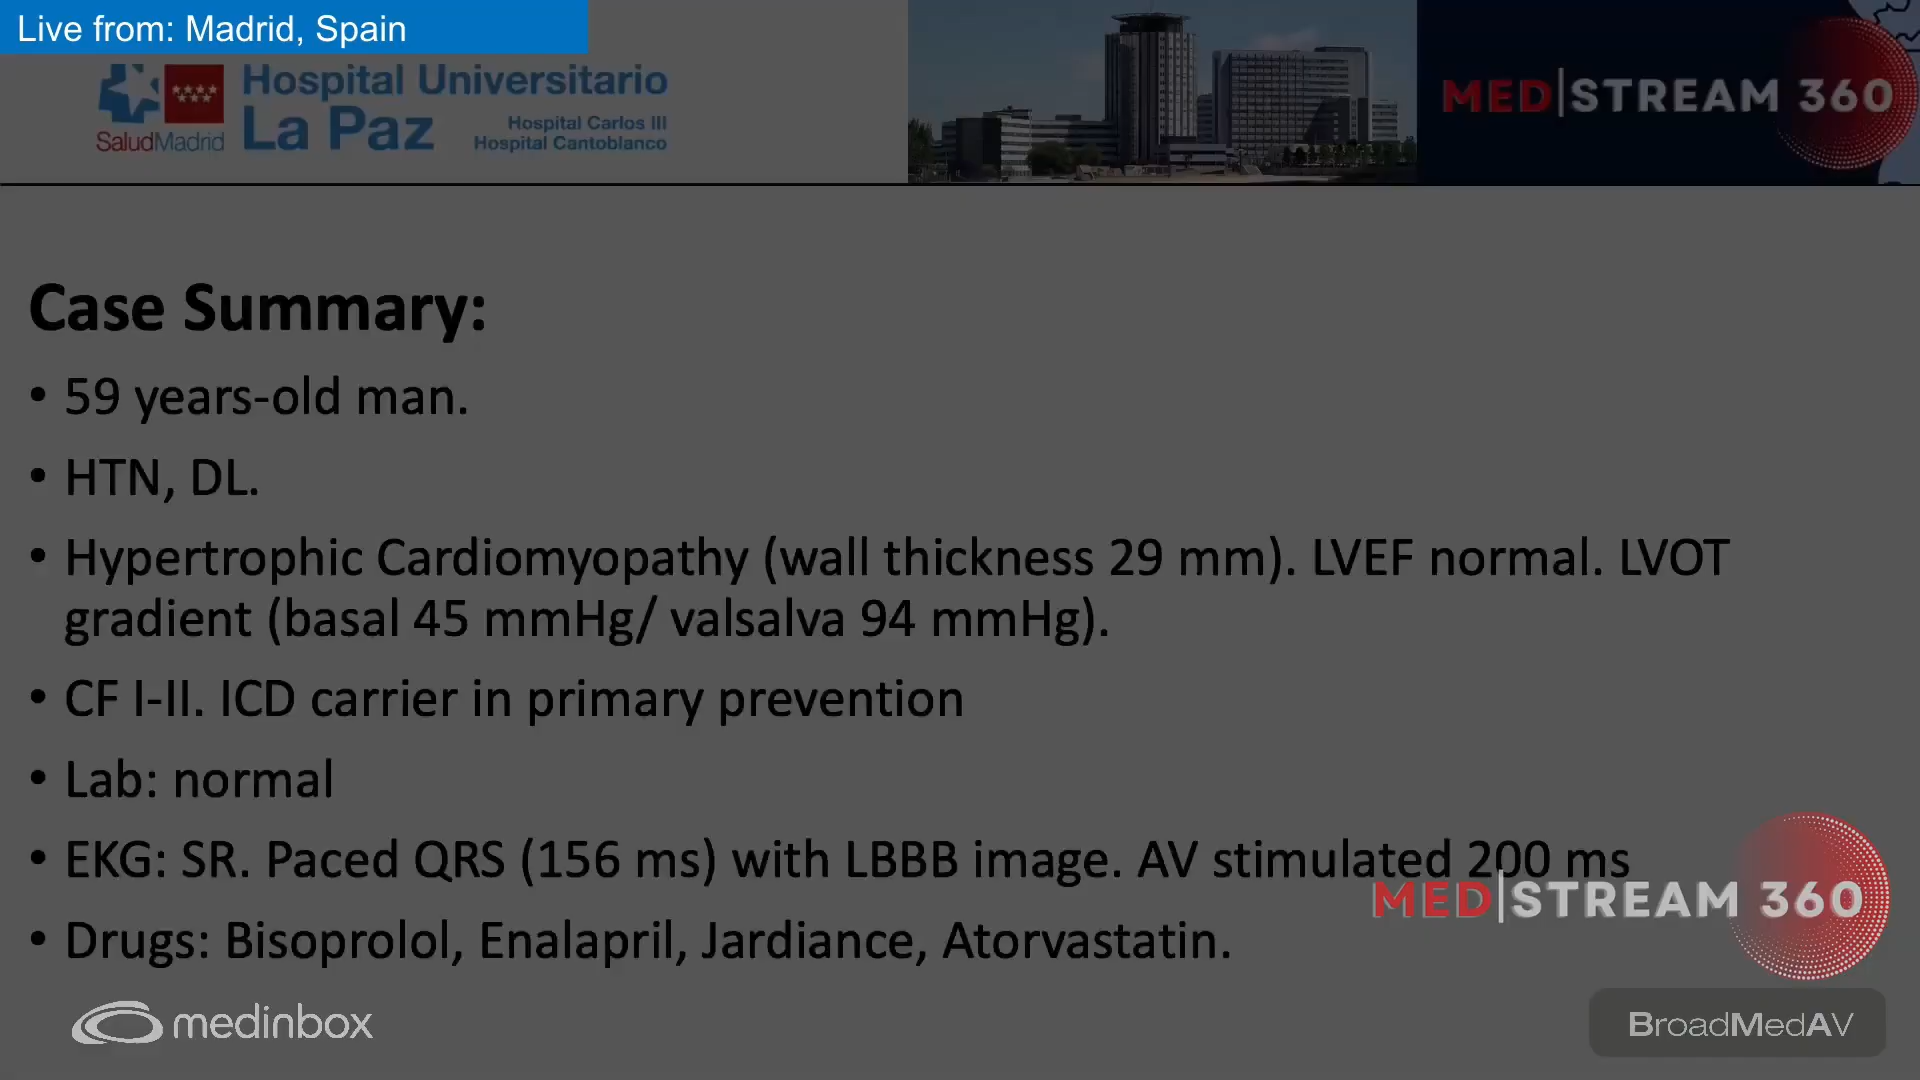 Live from: Madrid, Spain
Hospital Universitario
La Paz
Hospital Carlos III
Hospital Cantoblanco
SaludMadrid
MED|STREAM 360
Case Summary:
• 59 years-old man.
• HTN, DL.
• Hypertrophic Cardiomyopathy (wall thickness 29 mm). LVEF normal. LVOT
gradient (basal 45 mmHg/ valsalva 94 mmHg).
• CF I-II. ICD carrier in primary prevention
• Lab: normal
• EKG: SR. Paced QRS (156 ms) with LBBB image. AV stimulated 200 ms
MED|STREAM 360
• Drugs: Bisoprolol, Enalapril, Jardiance, Atorvastatin.
medinbox
BroadMedAV